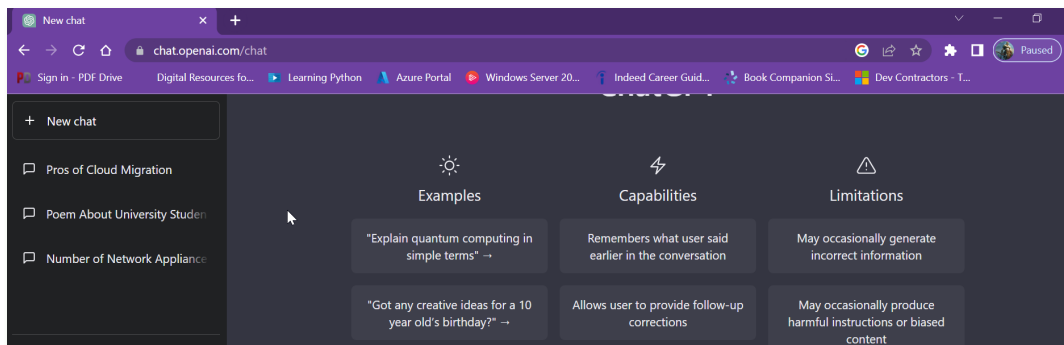 New chat
chat.openai.com/chat
Paused
Sign in - PDF Drive
Digital Resources fo...
Learning Python
Azure Portal
Windows Server 20...
Indeed Career Guid...
Book Companion Si...
Dev Contractors - T...
New chat
Pros of Cloud Migration
Poem About University Studen
Number of Network Appliance
Examples
Capabilities
Limitations
"Explain quantum computing in
simple terms" →
Remembers what user said
earlier in the conversation
May occasionally generate
incorrect information
"Got any creative ideas for a 10
year old's birthday?" →
Allows user to provide follow-up
corrections
May occasionally produce
harmful instructions or biased
content